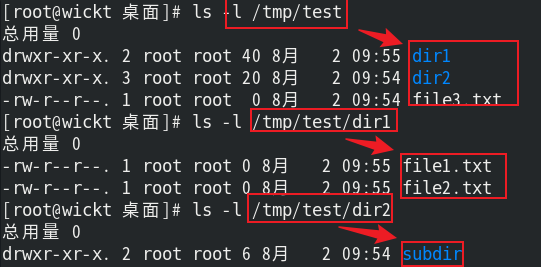 [root@wickt 桌面]# ls -l /tmp/test
总用量 0
drwxr-xr-x. 2 root root 40 8月   2 09:55 dir1
drwxr-xr-x. 3 root root 20 8月   2 09:54 dir2
-rw-r--r--. 1 root root  0 8月   2 09:54 file3.txt
[root@wickt 桌面]# ls -l /tmp/test/dir1
总用量 0
-rw-r--r--. 1 root root 0 8月   2 09:55 file1.txt
-rw-r--r--. 1 root root 0 8月   2 09:55 file2.txt
[root@wickt 桌面]# ls -l /tmp/test/dir2
总用量 0
drwxr-xr-x. 2 root root 6 8月   2 09:54 subdir